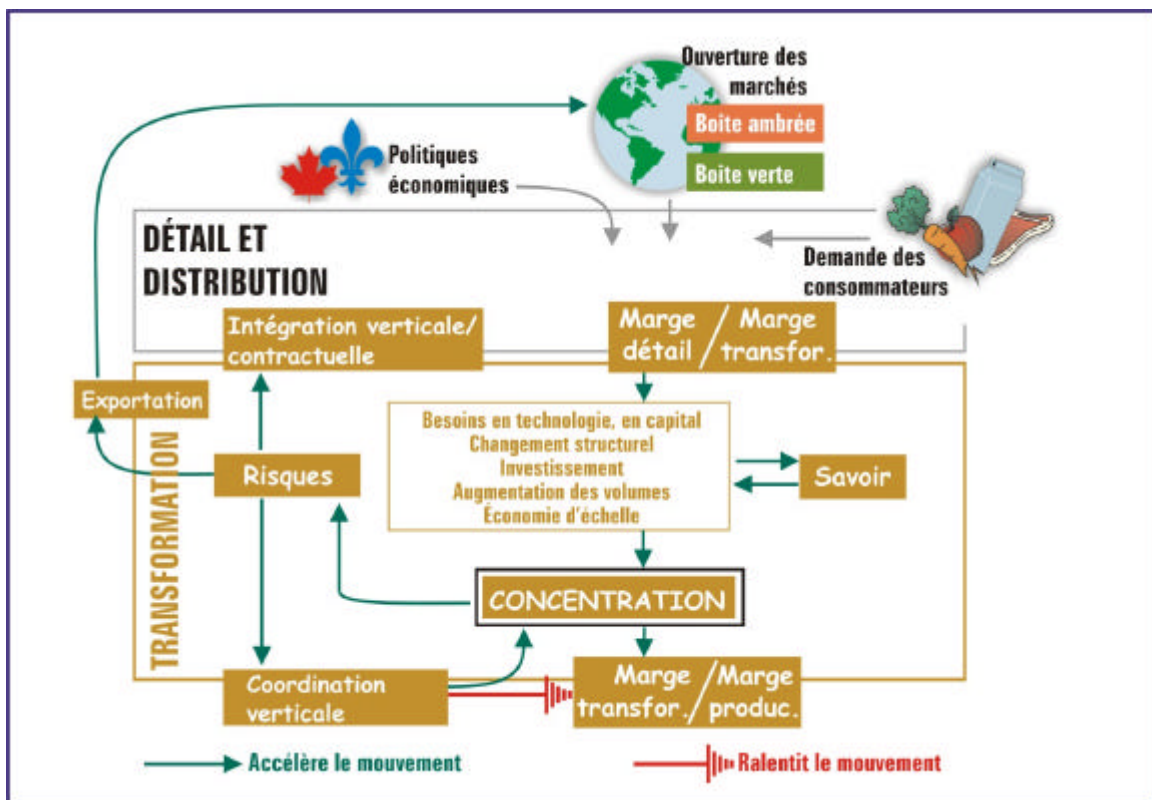 Ouverture des
marchés
Boite ambrée
Boite verte
Politiques
économiques
DÉTAIL ET
DISTRIBUTION
Demande des
consommateurs
Intégration verticale/
contractuelle
Marge
détail / Marge
transfor.
Exportation
TRANSFORMATION
Besoins en technologie, en capital
Changement structurel
Investissement
Augmentation des volumes
Économie d'échelle
Risques
Savoir
CONCENTRATION
Coordination
verticale
Marge
transfor. / Marge
produc.
Accélère le mouvement
Ralentit le mouvement